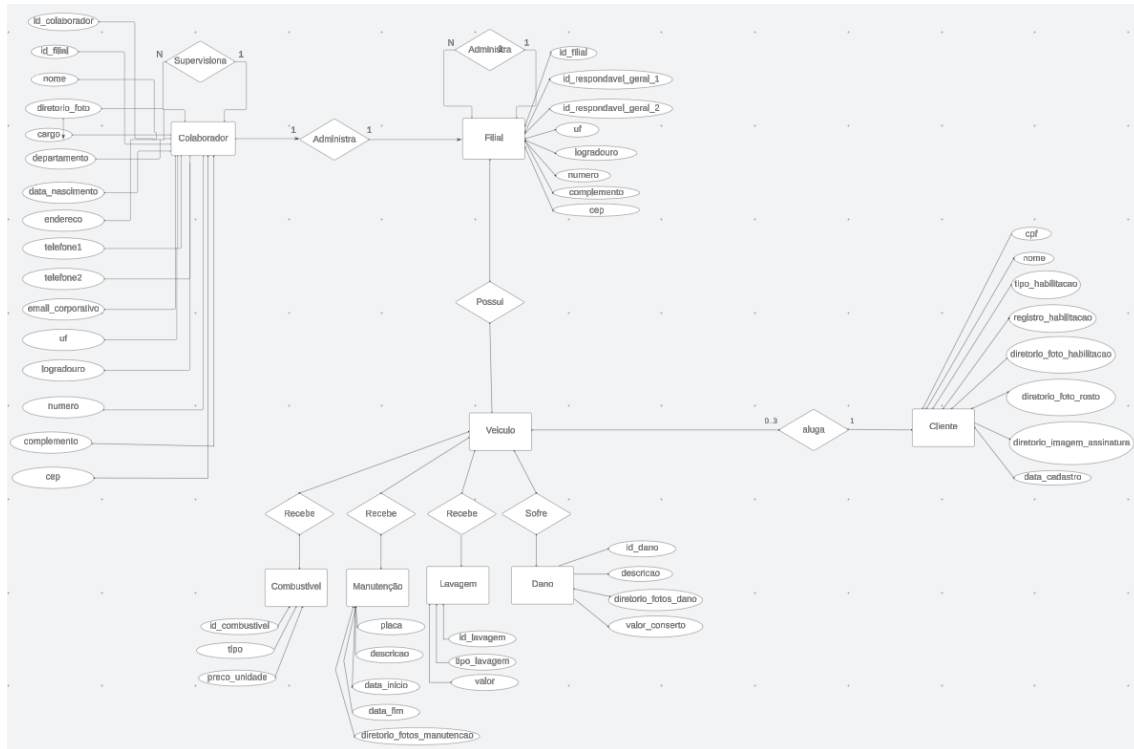 id_colaborador
id_filial
nome
diretorio_foto
cargo
departamento
data_nascimento
endereco
telefone1
telefone2
email_corporativo
uf
logradouro
numero
complemento
cep
N
Supervisiona
1
Colaborador
1
Administra
1
N
Administra
1
Filial
id_filial
id_respondavel_geral_1
id_respondavel_geral_2
uf
logradouro
numero
complemento
cep
Possui
Veiculo
0..3
aluga
1
Cliente
cpf
nome
tipo_habilitacao
registro_habilitacao
diretorio_foto_habilitacao
diretorio_foto_rosto
diretorio_imagem_assinatura
data_cadastro
Recebe
Recebe
Recebe
Sofre
Combustivel
Manutenção
Lavagem
Dano
id_combustivel
tipo
preco_unidade
placa
descricao
data_inicio
data_fim
diretorio_fotos_manutencao
id_lavagem
tipo_lavagem
valor
id_dano
descricao
diretorio_fotos_dano
valor_conserto